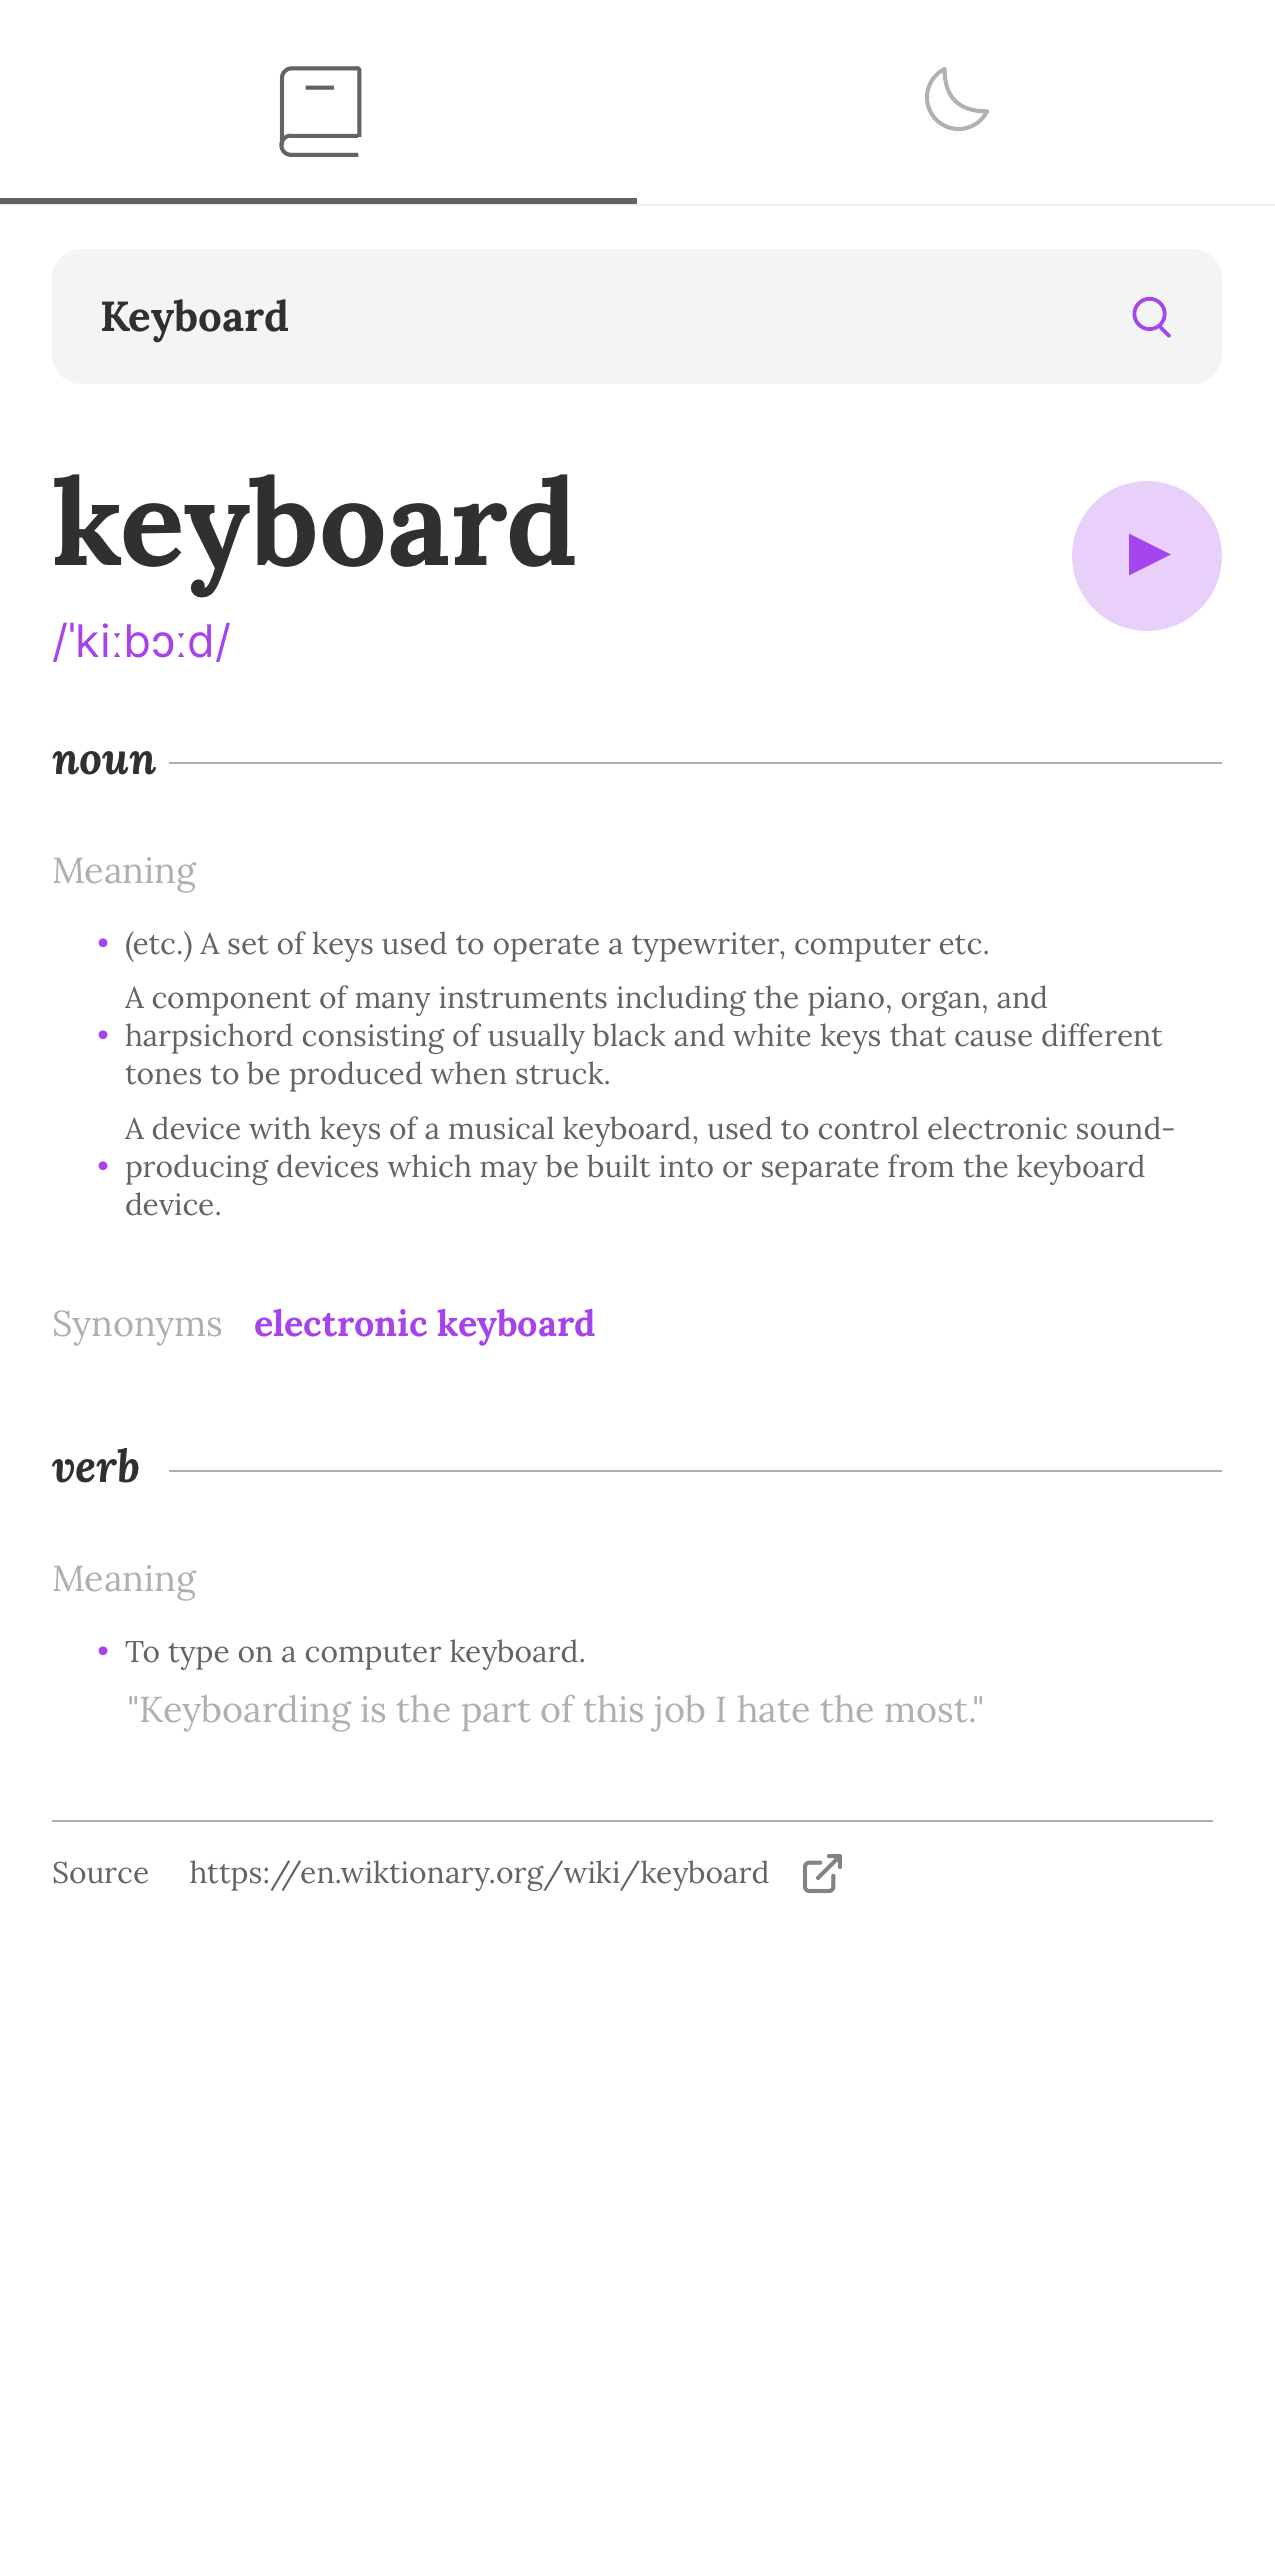 Keyboard
keyboard
/ˈkiːbɔːd/
noun
Meaning
• (etc.) A set of keys used to operate a typewriter, computer etc.
A component of many instruments including the piano, organ, and
• harpsichord consisting of usually black and white keys that cause different
tones to be produced when struck.
A device with keys of a musical keyboard, used to control electronic sound-
• producing devices which may be built into or separate from the keyboard
device.
Synonyms electronic keyboard
verb
Meaning
• To type on a computer keyboard.
"Keyboarding is the part of this job I hate the most."
Source https://en.wiktionary.org/wiki/keyboard